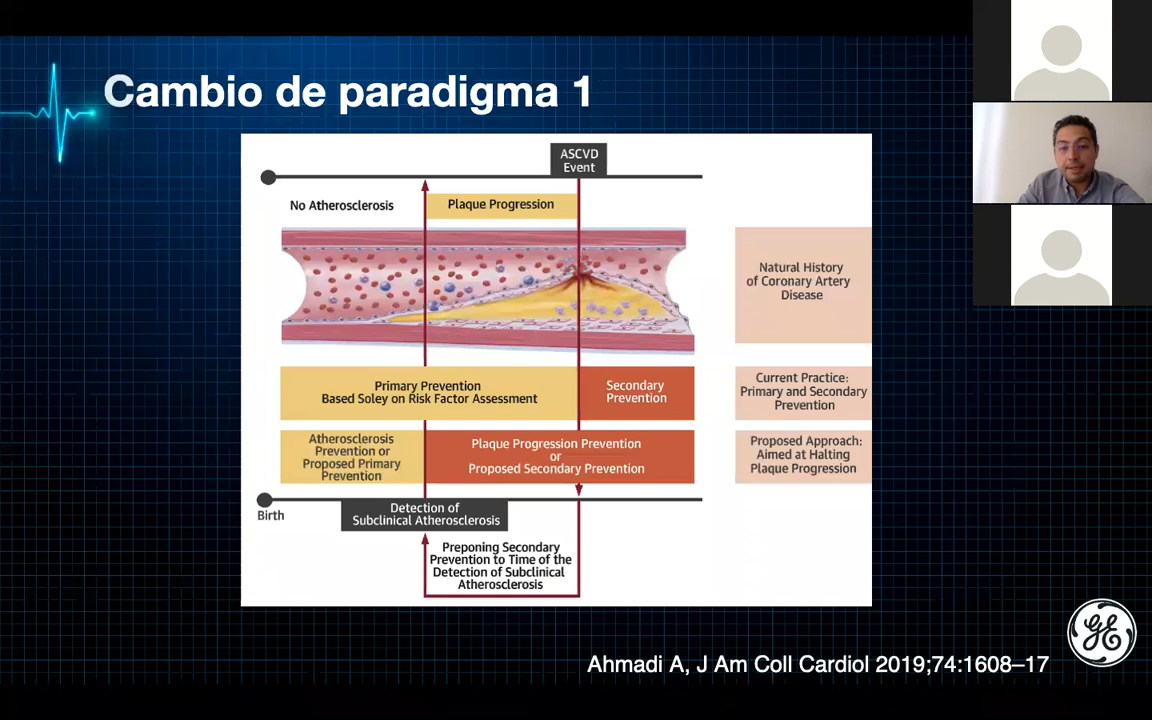 Cambio de paradigma 1
ASCVD
Event
No Atherosclerosis
Plaque Progression
Natural History
of Coronary Artery
Disease
Primary Prevention
Based Soley on Risk Factor Assessment
Secondary
Prevention
Current Practice:
Primary and Secondary
Prevention
Atherosclerosis
Prevention or
Proposed Primary
Prevention
Plaque Progression Prevention
or
Proposed Secondary Prevention
Proposed Approach:
Aimed at Halting
Plaque Progression
Birth
Detection of
Subclinical Atherosclerosis
Preponing Secondary
Prevention to Time of the
Detection of Subclinical
Atherosclerosis
GE
Ahmadi A, J Am Coll Cardiol 2019;74:1608–17